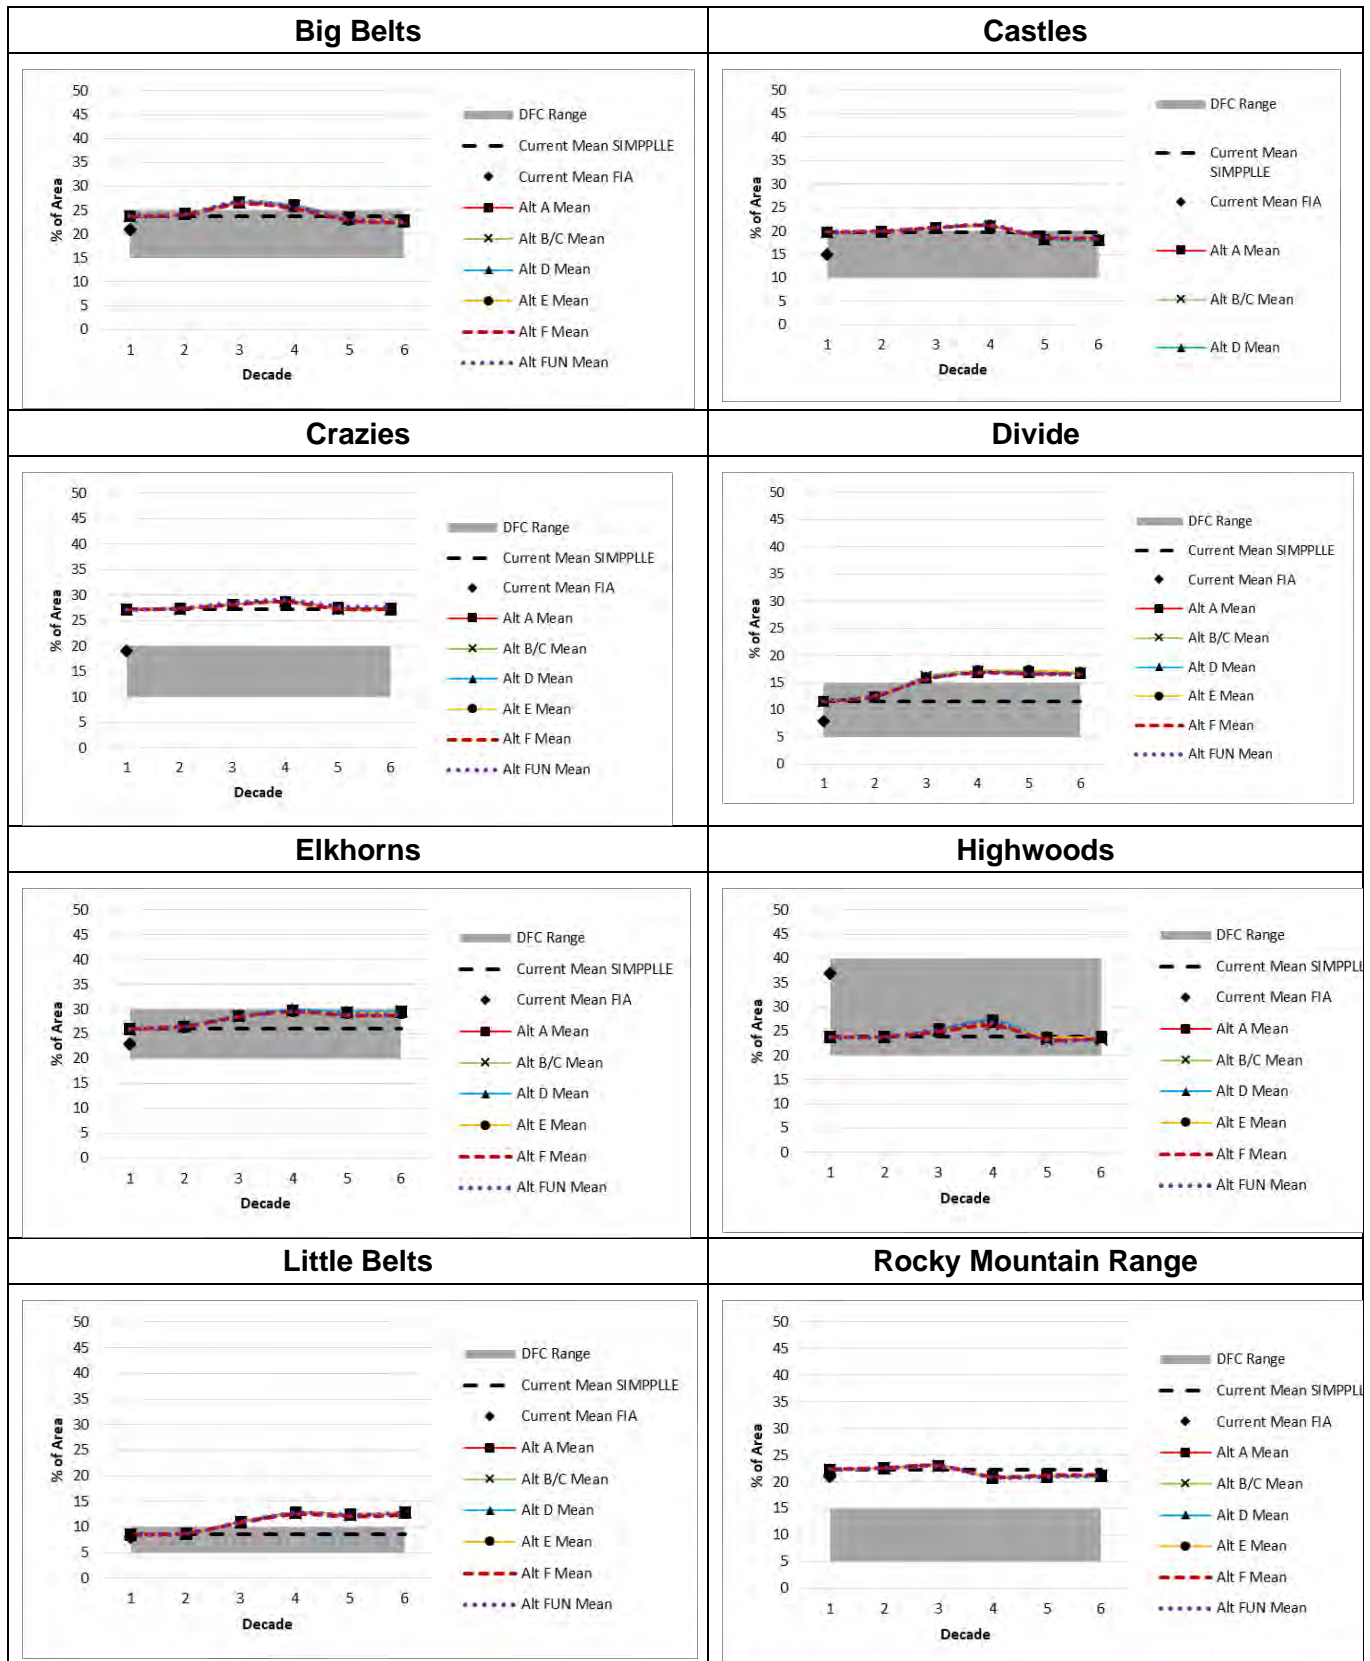 Big Belts
50
45
40
35
30
25
20
15
10
5
0
% of Area
1 2 3 4 5 6
Decade
DFC Range
Current Mean SIMPPLLE
Current Mean FIA
Alt A Mean
Alt B/C Mean
Alt D Mean
Alt E Mean
Alt F Mean
Alt FUN Mean
Castles
50
45
40
35
30
25
20
15
10
5
0
% of Area
1 2 3 4 5 6
Decade
DFC Range
Current Mean
SIMPPLLE
Current Mean FIA
Alt A Mean
Alt B/C Mean
Alt D Mean
Crazies
50
45
40
35
30
25
20
15
10
5
0
% of Area
1 2 3 4 5 6
Decade
DFC Range
Current Mean SIMPPLLE
Current Mean FIA
Alt A Mean
Alt B/C Mean
Alt D Mean
Alt E Mean
Alt F Mean
Alt FUN Mean
Divide
50
45
40
35
30
25
20
15
10
5
0
% of Area
1 2 3 4 5 6
Decade
DFC Range
Current Mean SIMPPLLE
Current Mean FIA
Alt A Mean
Alt B/C Mean
Alt D Mean
Alt E Mean
Alt F Mean
Alt FUN Mean
Elkhorns
50
45
40
35
30
25
20
15
10
5
0
% of Area
1 2 3 4 5 6
Decade
DFC Range
Current Mean SIMPPLLE
Current Mean FIA
Alt A Mean
Alt B/C Mean
Alt D Mean
Alt E Mean
Alt F Mean
Alt FUN Mean
Highwoods
50
45
40
35
30
25
20
15
10
5
0
% of Area
1 2 3 4 5 6
Decade
DFC Range
Current Mean SIMPPLL
Current Mean FIA
Alt A Mean
Alt B/C Mean
Alt D Mean
Alt E Mean
Alt F Mean
Alt FUN Mean
Little Belts
50
45
40
35
30
25
20
15
10
5
0
% of Area
1 2 3 4 5 6
Decade
DFC Range
Current Mean SIMPPLLE
Current Mean FIA
Alt A Mean
Alt B/C Mean
Alt D Mean
Alt E Mean
Alt F Mean
Alt FUN Mean
Rocky Mountain Range
50
45
40
35
30
25
20
15
10
5
0
% of Area
1 2 3 4 5 6
Decade
DFC Range
Current Mean SIMPPLL
Current Mean FIA
Alt A Mean
Alt B/C Mean
Alt D Mean
Alt E Mean
Alt F Mean
Alt FUN Mean